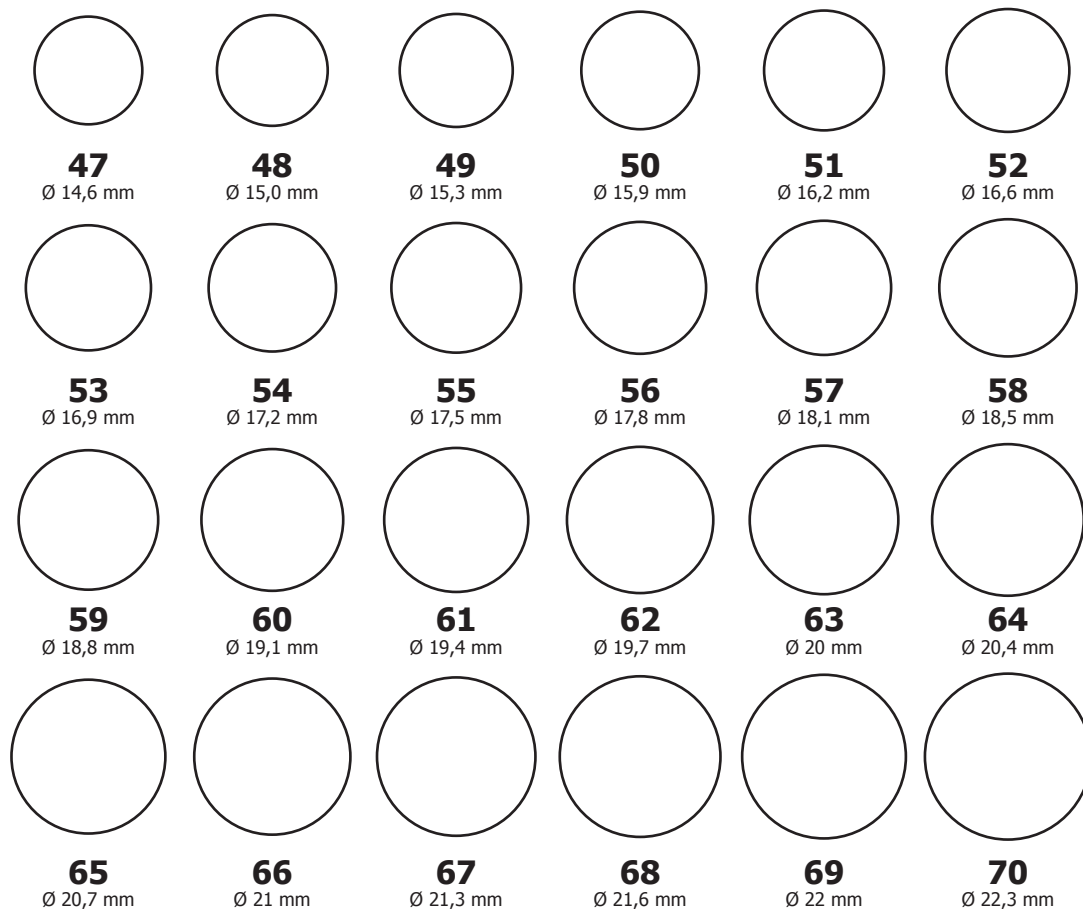 47 48 49 50 51 52
Ø 14,6 mm Ø 15,0 mm Ø 15,3 mm Ø 15,9 mm Ø 16,2 mm Ø 16,6 mm
53 54 55 56 57 58
Ø 16,9 mm Ø 17,2 mm Ø 17,5 mm Ø 17,8 mm Ø 18,1 mm Ø 18,5 mm
59 60 61 62 63 64
Ø 18,8 mm Ø 19,1 mm Ø 19,4 mm Ø 19,7 mm Ø 20 mm Ø 20,4 mm
65 66 67 68 69 70
Ø 20,7 mm Ø 21 mm Ø 21,3 mm Ø 21,6 mm Ø 22 mm Ø 22,3 mm